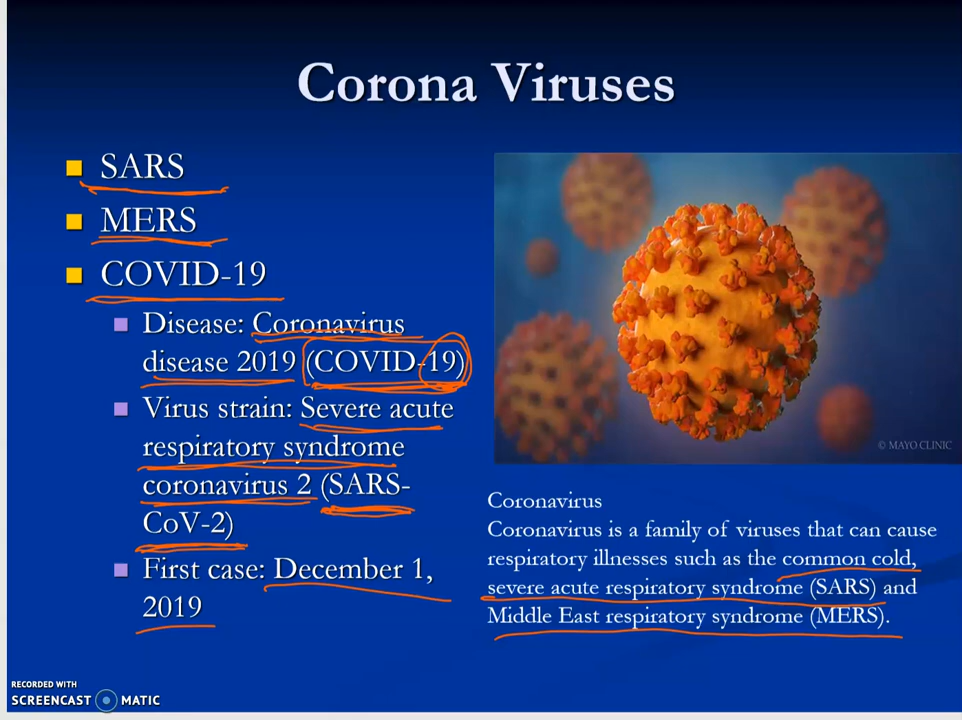 Corona Viruses
SARS
MERS
COVID-19
Disease: Coronavirus
disease 2019 (COVID-19)
Virus strain: Severe acute
respiratory syndrome
coronavirus 2 (SARS-
CoV-2)
First case: December 1,
2019
© MAYO CLINIC
Coronavirus
Coronavirus is a family of viruses that can cause
respiratory illnesses such as the common cold,
severe acute respiratory syndrome (SARS) and
Middle East respiratory syndrome (MERS).
RECORDED WITH
SCREENCAST MATIC